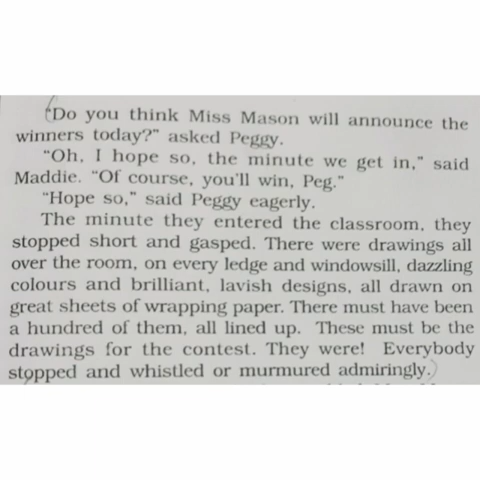 "Do you think Miss Mason will announce the
winners today?" asked Peggy.
"Oh, I hope so, the minute we get in," said
Maddie. "Of course, you'll win, Peg."
"Hope so," said Peggy eagerly.
The minute they entered the classroom, they
stopped short and gasped. There were drawings all
over the room, on every ledge and windowsill, dazzling
colours and brilliant, lavish designs, all drawn on
great sheets of wrapping paper. There must have been
a hundred of them, all lined up. These must be the
drawings for the contest. They were! Everybody
stopped and whistled or murmured admiringly.